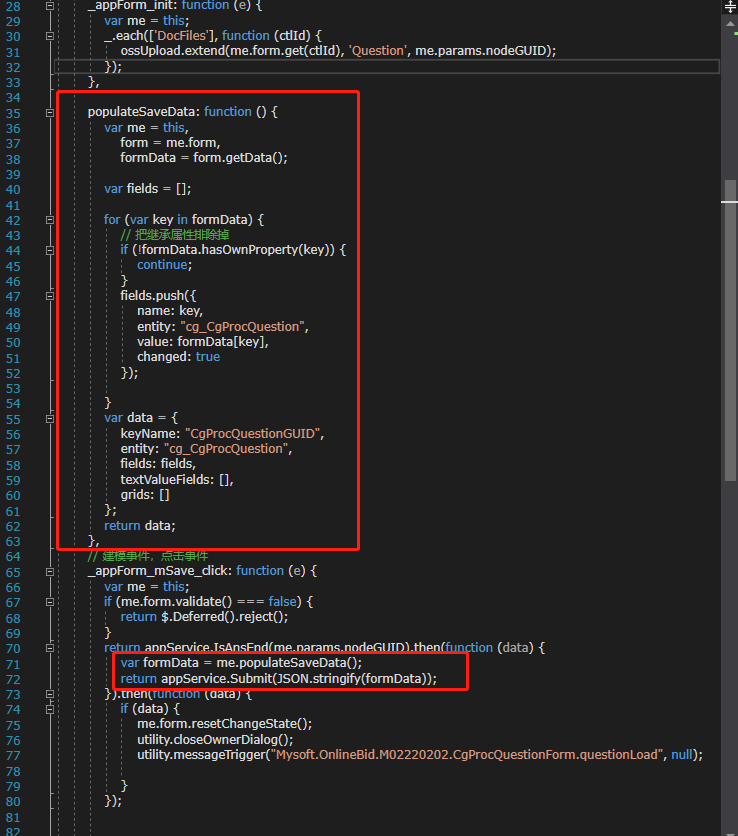 28 _appForm_init: function (e) {
29 var me = this;
30 _.each(['DocFiles'], function (ctlId) {
31 ossUpload.extend(me.form.get(ctlId), 'Question', me.params.nodeGUID);
32 });
33 },
34
35 populateSaveData: function () {
36 var me = this,
37 form = me.form,
38 formData = form.getData();
39
40 var fields = [];
41
42 for (var key in formData) {
43 // 把继承属性排除掉
44 if (!formData.hasOwnProperty(key)) {
45 continue;
46 }
47 fields.push({
48 name: key,
49 entity: "cg_CgProcQuestion",
50 value: formData[key],
51 changed: true
52 });
53
54 }
55 var data = {
56 keyName: "CgProcQuestionGUID",
57 entity: "cg_CgProcQuestion",
58 fields: fields,
59 textValueFields: [],
60 grids: []
61 };
62 return data;
63 },
64 // 建模事件，点击事件
65 _appForm_mSave_click: function (e) {
66 var me = this;
67 if (me.form.validate() === false) {
68 return $.Deferred().reject();
69 }
70 return appService.IsAnsEnd(me.params.nodeGUID).then(function (data) {
71 var formData = me.populateSaveData();
72 return appService.Submit(JSON.stringify(formData));
73 }).then(function (data) {
74 if (data) {
75 me.form.resetChangeState();
76 utility.closeOwnerDialog();
77 utility.messageTrigger("Mysoft.OnlineBid.M02220202.CgProcQuestionForm.questionLoad", null);
78
79 }
80 });
81
82